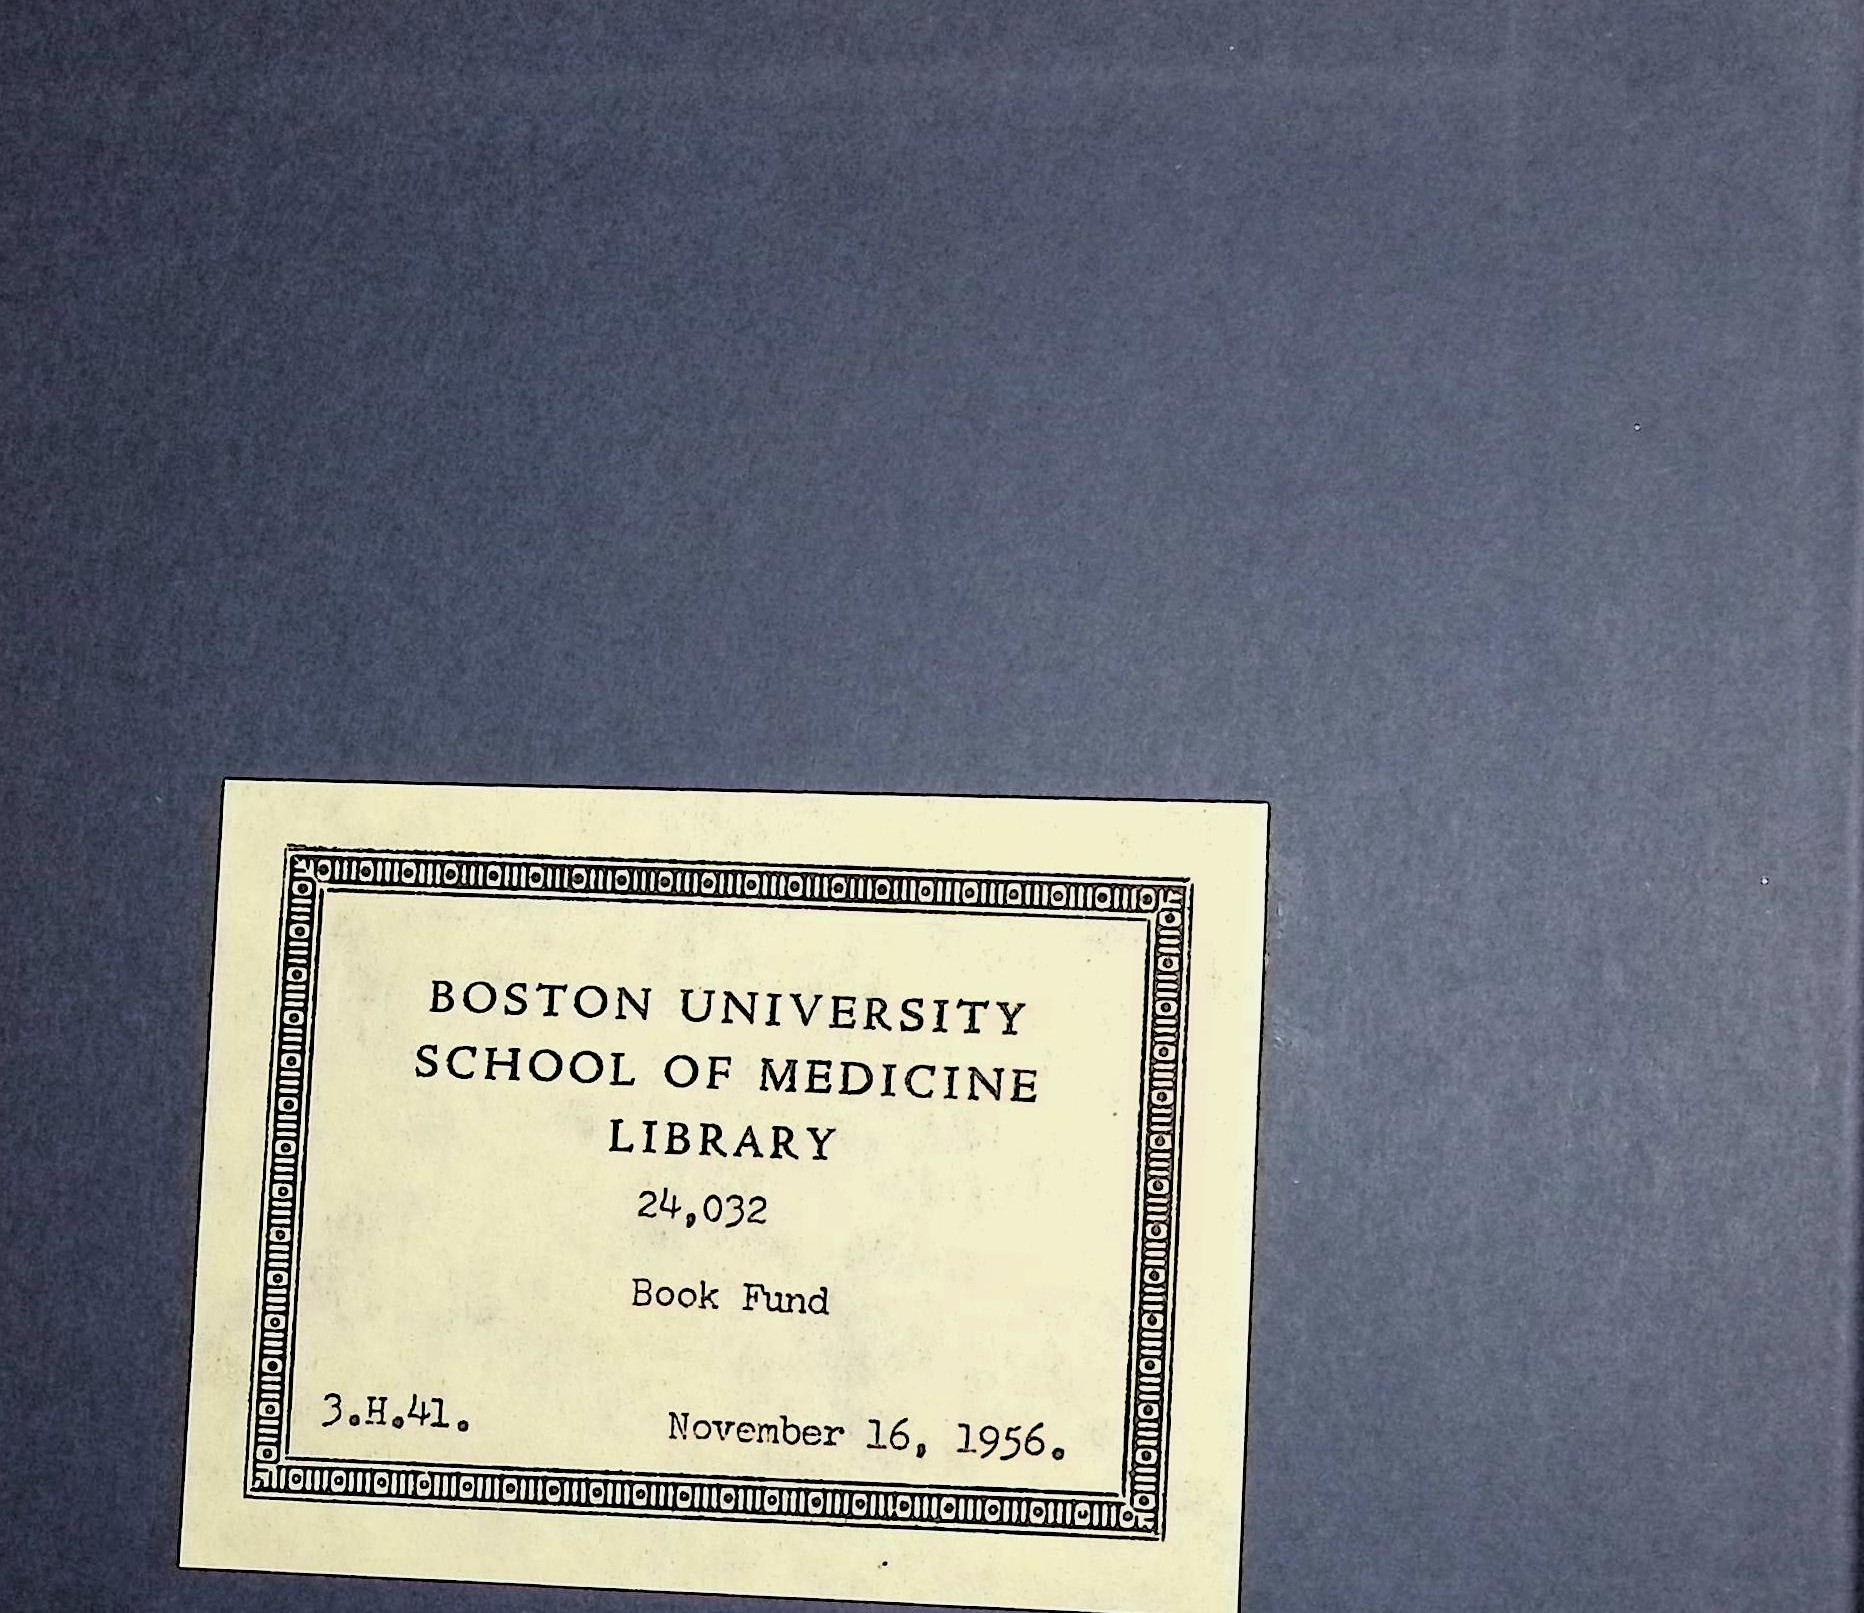 BOSTON UNIVERSITY
SCHOOL OF MEDICINE
LIBRARY
24,032
Book Fund
3.H.41.
November 16, 1956.